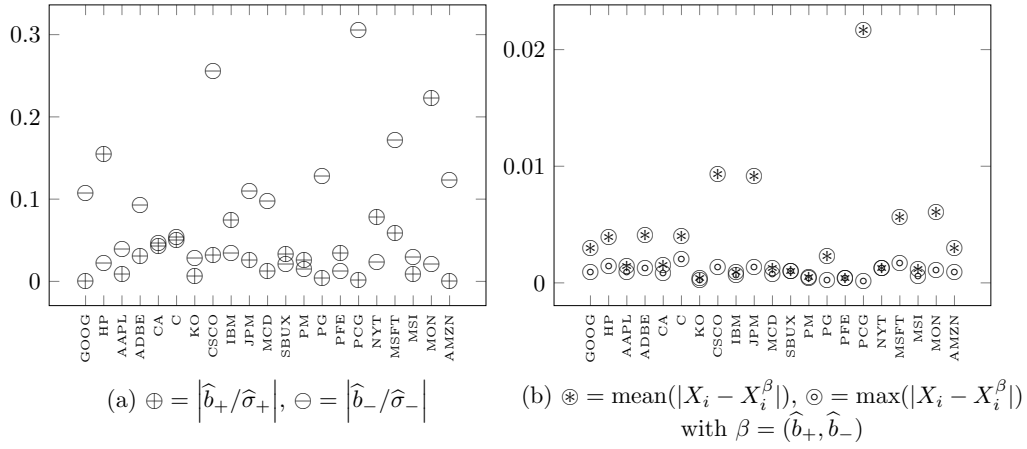 0.3
0.2
0.1
0
GOOG
HP
AAPL
ADBE
CA
C
KO
CSCO
IBM
JPM
MCD
SBUX
PM
PG
PFE
PCG
NYT
MSFT
MSI
MON
AMZN
(a) ⊕ = |b̂₊/σ̂₊|, ⊖ = |b̂₋/σ̂₋|
0.02
0.01
0
GOOG
HP
AAPL
ADBE
CA
C
KO
CSCO
IBM
JPM
MCD
SBUX
PM
PG
PFE
PCG
NYT
MSFT
MSI
MON
AMZN
(b) ⊛ = mean(|Xᵢ − Xᵢᵝ|), ⊚ = max(|Xᵢ − Xᵢᵝ|)
with β = (b̂₊, b̂₋)